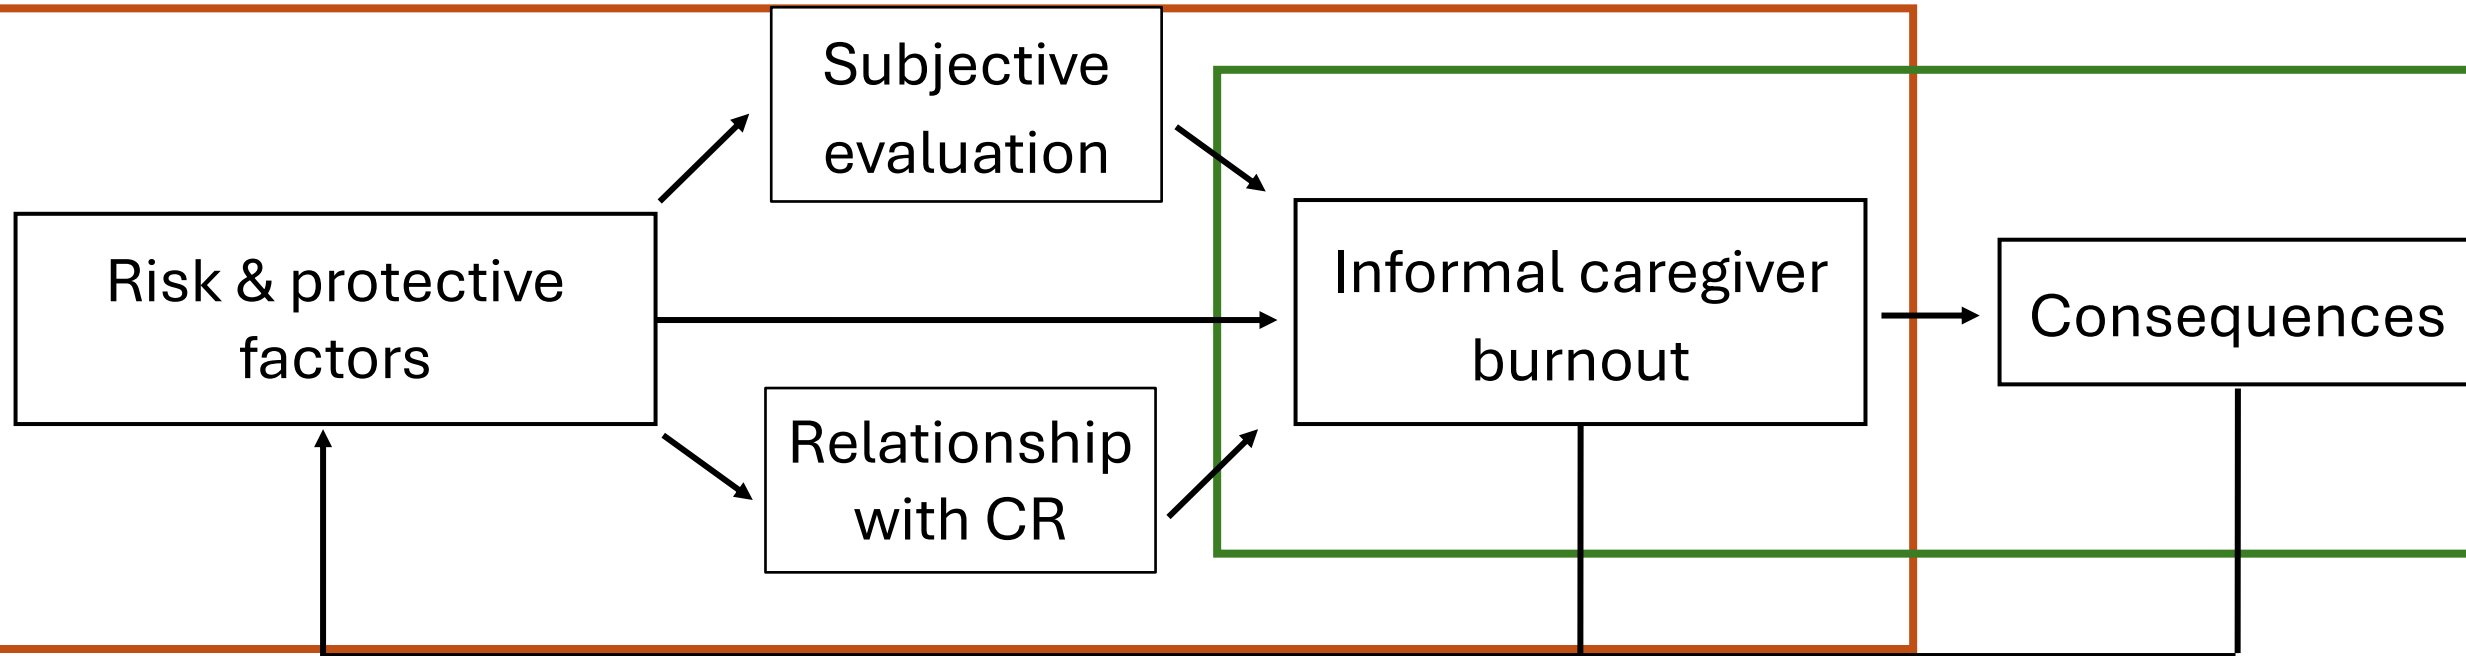 Subjective
evaluation
Risk & protective
factors
Informal caregiver
burnout
Consequences
Relationship
with CR